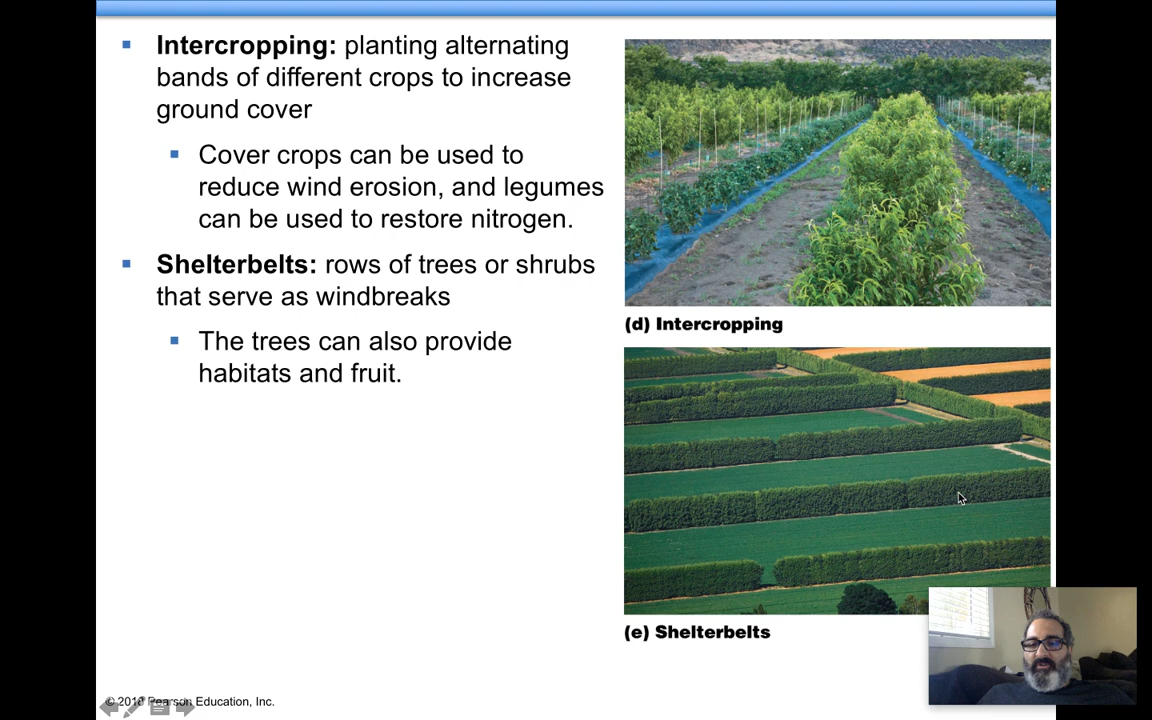 Intercropping: planting alternating
bands of different crops to increase
ground cover
Cover crops can be used to
reduce wind erosion, and legumes
can be used to restore nitrogen.
Shelterbelts: rows of trees or shrubs
that serve as windbreaks
The trees can also provide
habitats and fruit.
(d) Intercropping
(e) Shelterbelts
Pearson Education, Inc.